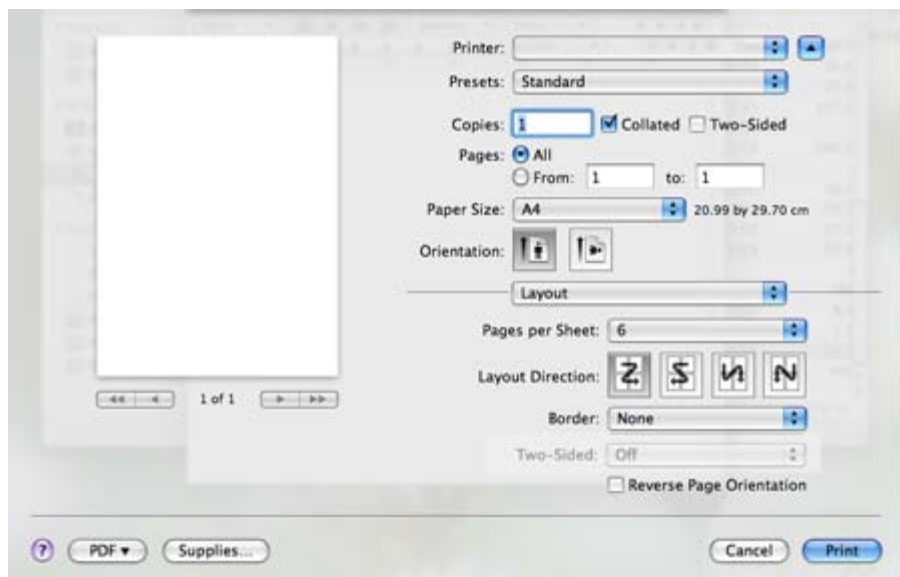 Printer:
Presets: Standard
Copies: 1 Collated Two-Sided
Pages: All
From: 1 to: 1
Paper Size: A4 20.99 by 29.70 cm
Orientation:
Layout
Pages per Sheet: 6
Layout Direction:
1 of 1
Border: None
Two-Sided: Off
Reverse Page Orientation
? PDF Supplies... Cancel Print